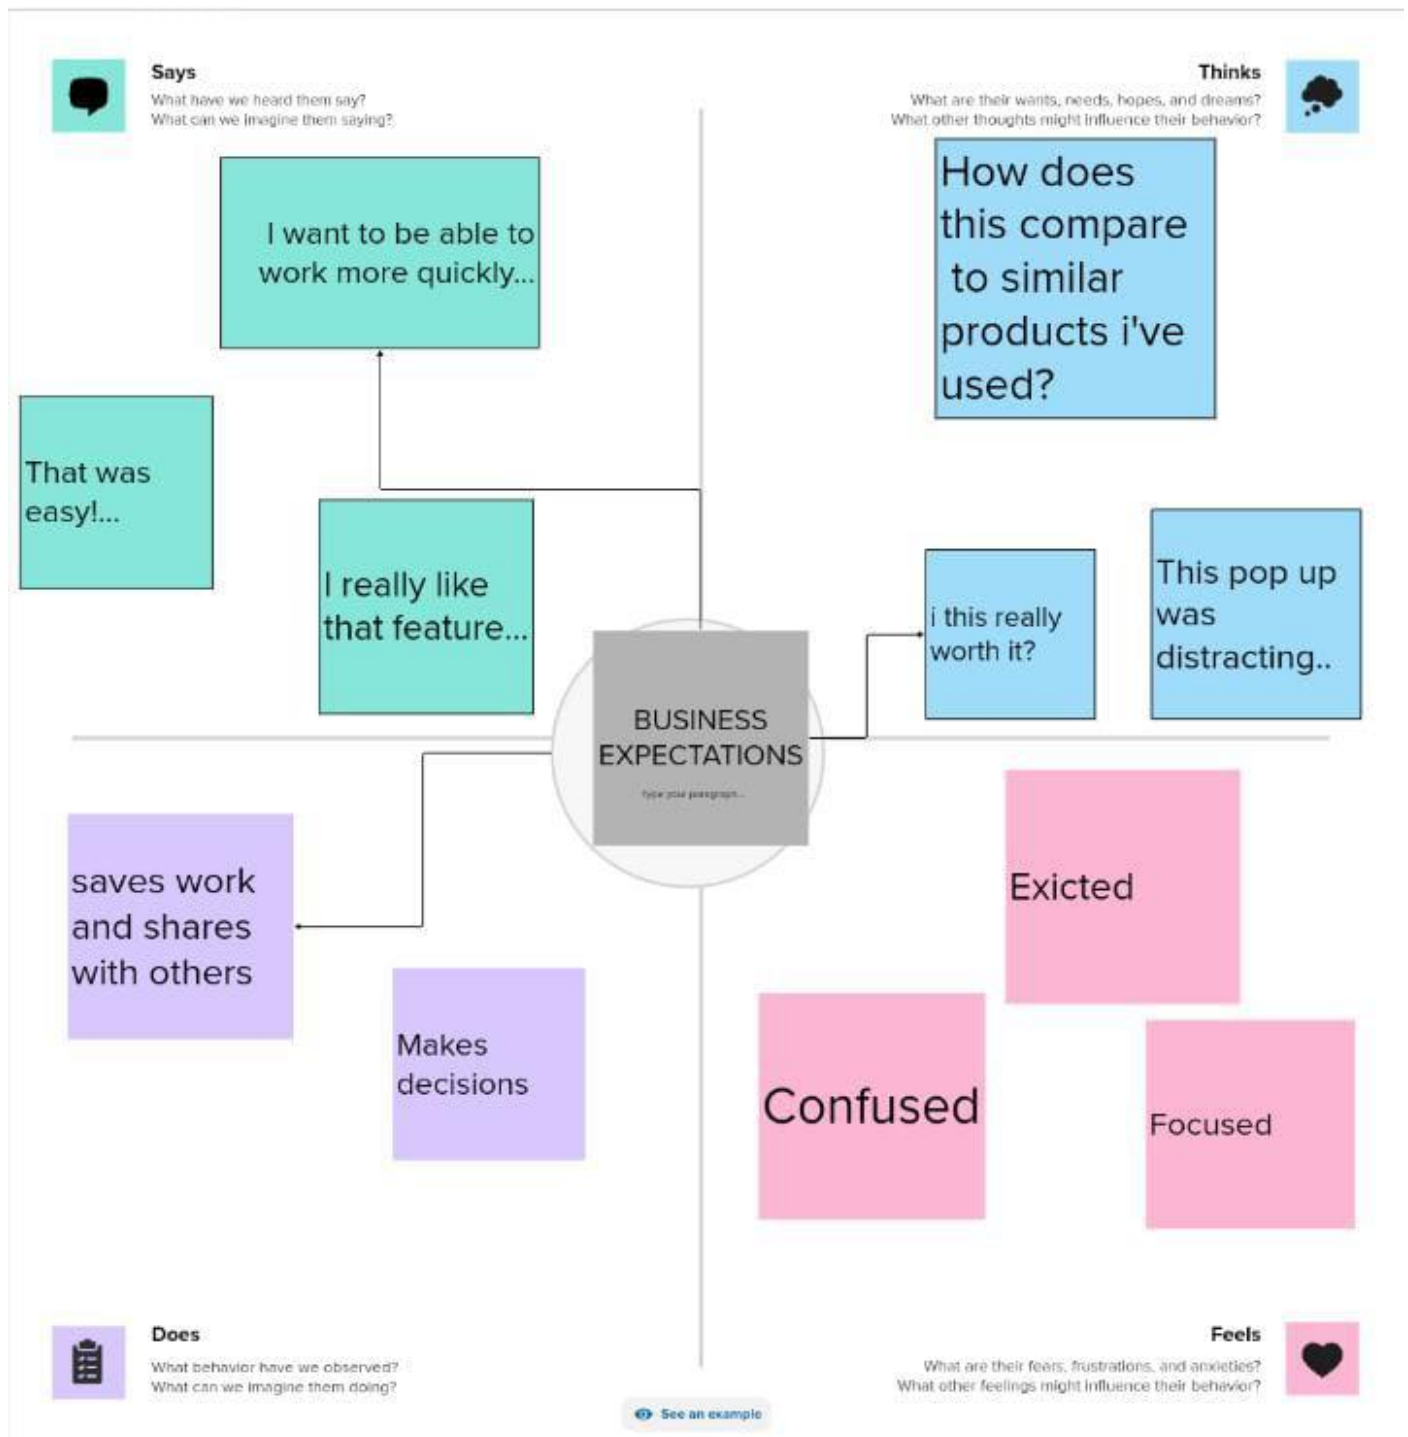 Says
What have we heard them say?
What can we imagine them saying?
Thinks
What are their wants, needs, hopes, and dreams?
What other thoughts might influence their behavior?
I want to be able to
work more quickly...
How does
this compare
to similar
products i've
used?
That was
easy!...
I really like
that feature...
i this really
worth it?
This pop up
was
distracting..
BUSINESS
EXPECTATIONS
Type your paragraph...
saves work
and shares
with others
Makes
decisions
Exicted
Confused
Focused
Does
What behavior have we observed?
What can we imagine them doing?
Feels
What are their fears, frustrations, and anxieties?
What other feelings might influence their behavior?
See an example